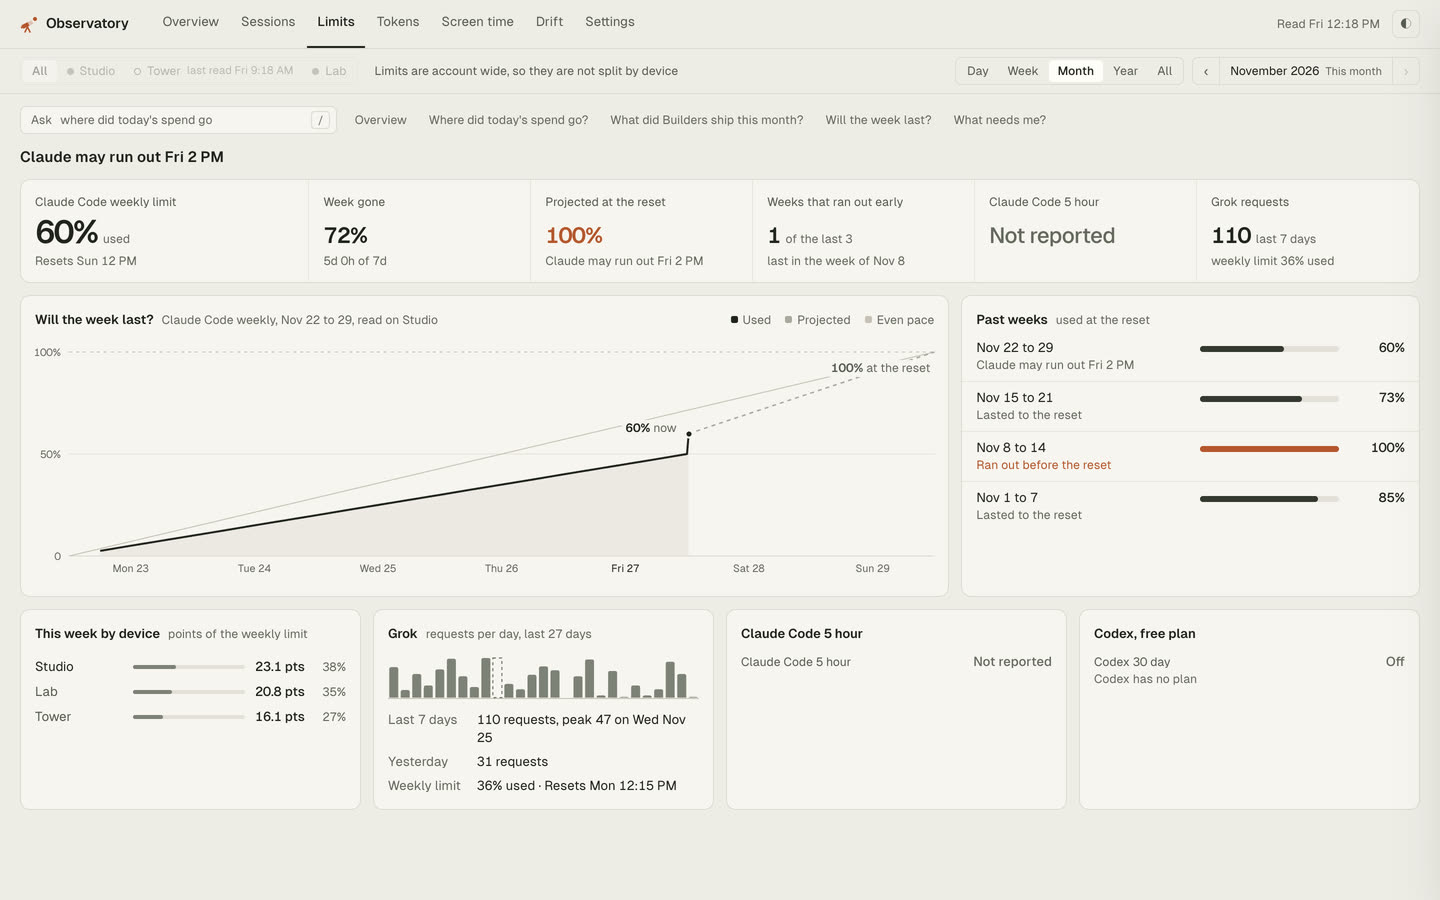 Observatory
Overview
Sessions
Limits
Tokens
Screen time
Drift
Settings
Read Fri 12:18 PM
All
Studio
Tower last read Fri 9:18 AM
Lab
Limits are account wide, so they are not split by device
Day
Week
Month
Year
All
‹
November 2026 This month
›
Ask where did today's spend go /
Overview
Where did today's spend go?
What did Builders ship this month?
Will the week last?
What needs me?
Claude may run out Fri 2 PM
Claude Code weekly limit
60% used
Resets Sun 12 PM
Week gone
72%
5d 0h of 7d
Projected at the reset
100%
Claude may run out Fri 2 PM
Weeks that ran out early
1 of the last 3
last in the week of Nov 8
Claude Code 5 hour
Not reported
Grok requests
110 last 7 days
weekly limit 36% used
Will the week last? Claude Code weekly, Nov 22 to 29, read on Studio
Used
Projected
Even pace
100%
100% at the reset
60% now
50%
0
Mon 23
Tue 24
Wed 25
Thu 26
Fri 27
Sat 28
Sun 29
Past weeks used at the reset
Nov 22 to 29
60%
Claude may run out Fri 2 PM
Nov 15 to 21
73%
Lasted to the reset
Nov 8 to 14
100%
Ran out before the reset
Nov 1 to 7
85%
Lasted to the reset
This week by device points of the weekly limit
Studio 23.1 pts 38%
Lab 20.8 pts 35%
Tower 16.1 pts 27%
Grok requests per day, last 27 days
Last 7 days 110 requests, peak 47 on Wed Nov
25
Yesterday 31 requests
Weekly limit 36% used · Resets Mon 12:15 PM
Claude Code 5 hour
Claude Code 5 hour Not reported
Codex, free plan
Codex 30 day Off
Codex has no plan